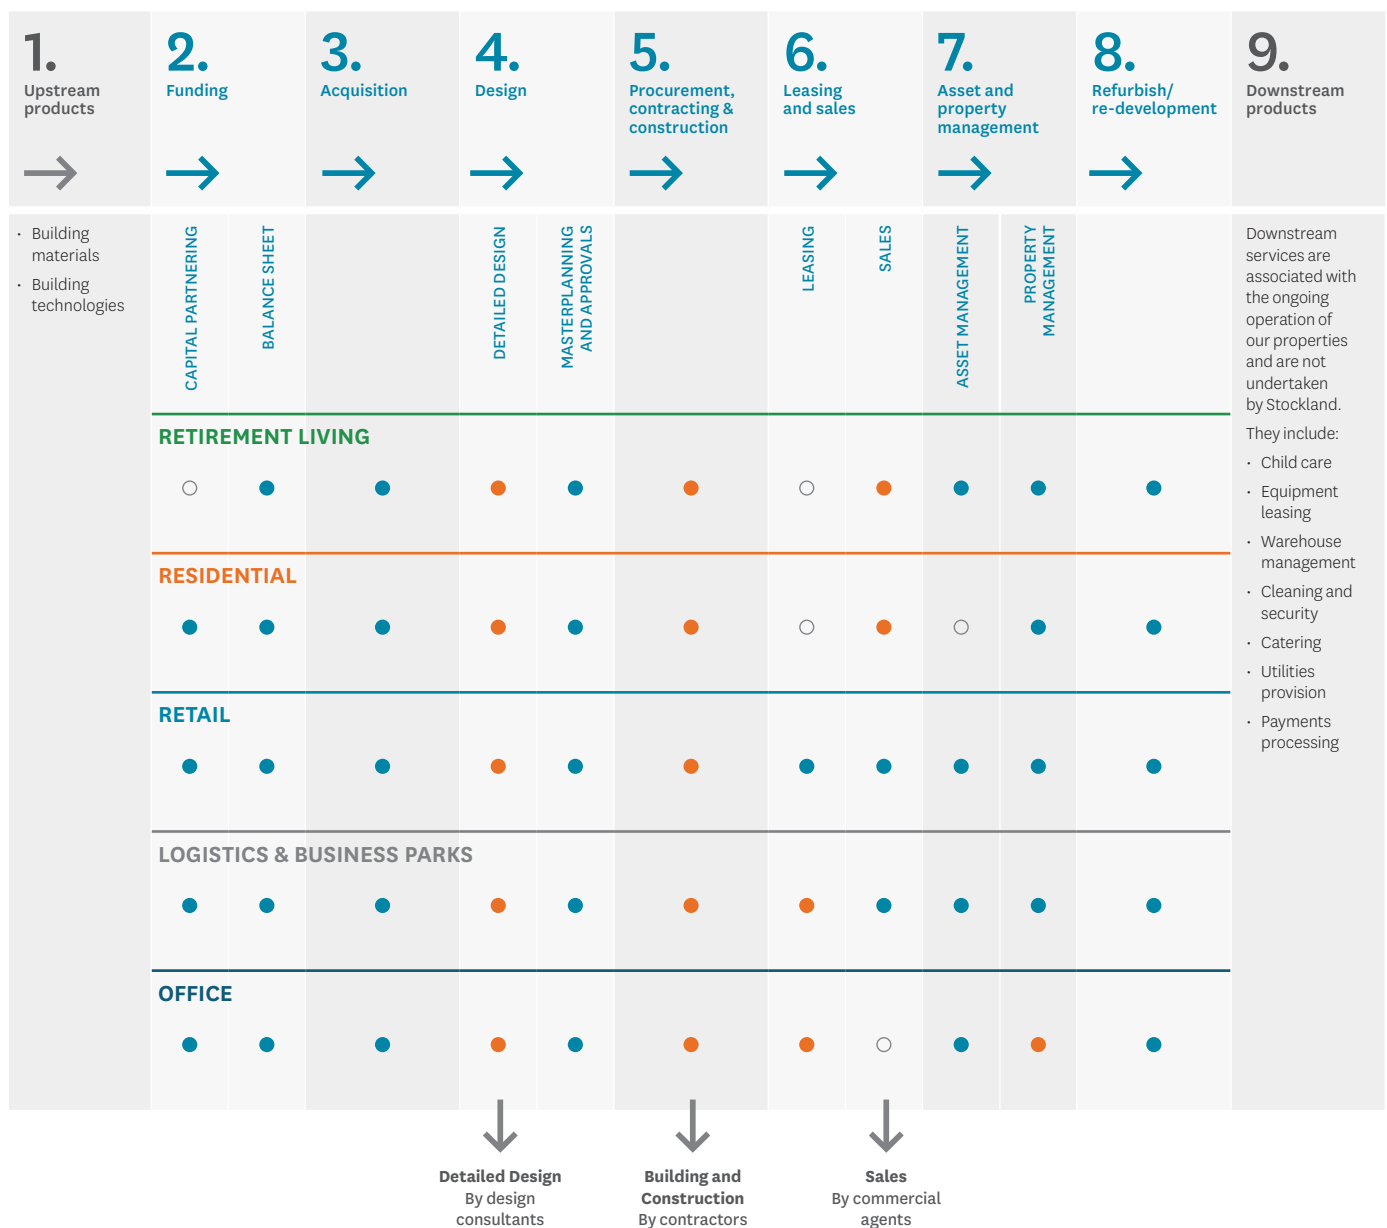 1.
Upstream
products
2.
Funding
3.
Acquisition
4.
Design
5.
Procurement,
contracting &
construction
6.
Leasing
and sales
7.
Asset and
property
management
8.
Refurbish/
re-development
9.
Downstream
products
· Building
materials
· Building
technologies
CAPITAL PARTNERING
BALANCE SHEET
DETAILED DESIGN
MASTERPLANNING
AND APPROVALS
LEASING
SALES
ASSET MANAGEMENT
PROPERTY
MANAGEMENT
Downstream
services are
associated with
the ongoing
operation of
our properties
and are not
undertaken
by Stockland.
They include:
· Child care
· Equipment
leasing
· Warehouse
management
· Cleaning and
security
· Catering
· Utilities
provision
· Payments
processing
RETIREMENT LIVING
RESIDENTIAL
RETAIL
LOGISTICS & BUSINESS PARKS
OFFICE
Detailed Design
By design
consultants
Building and
Construction
By contractors
Sales
By commercial
agents